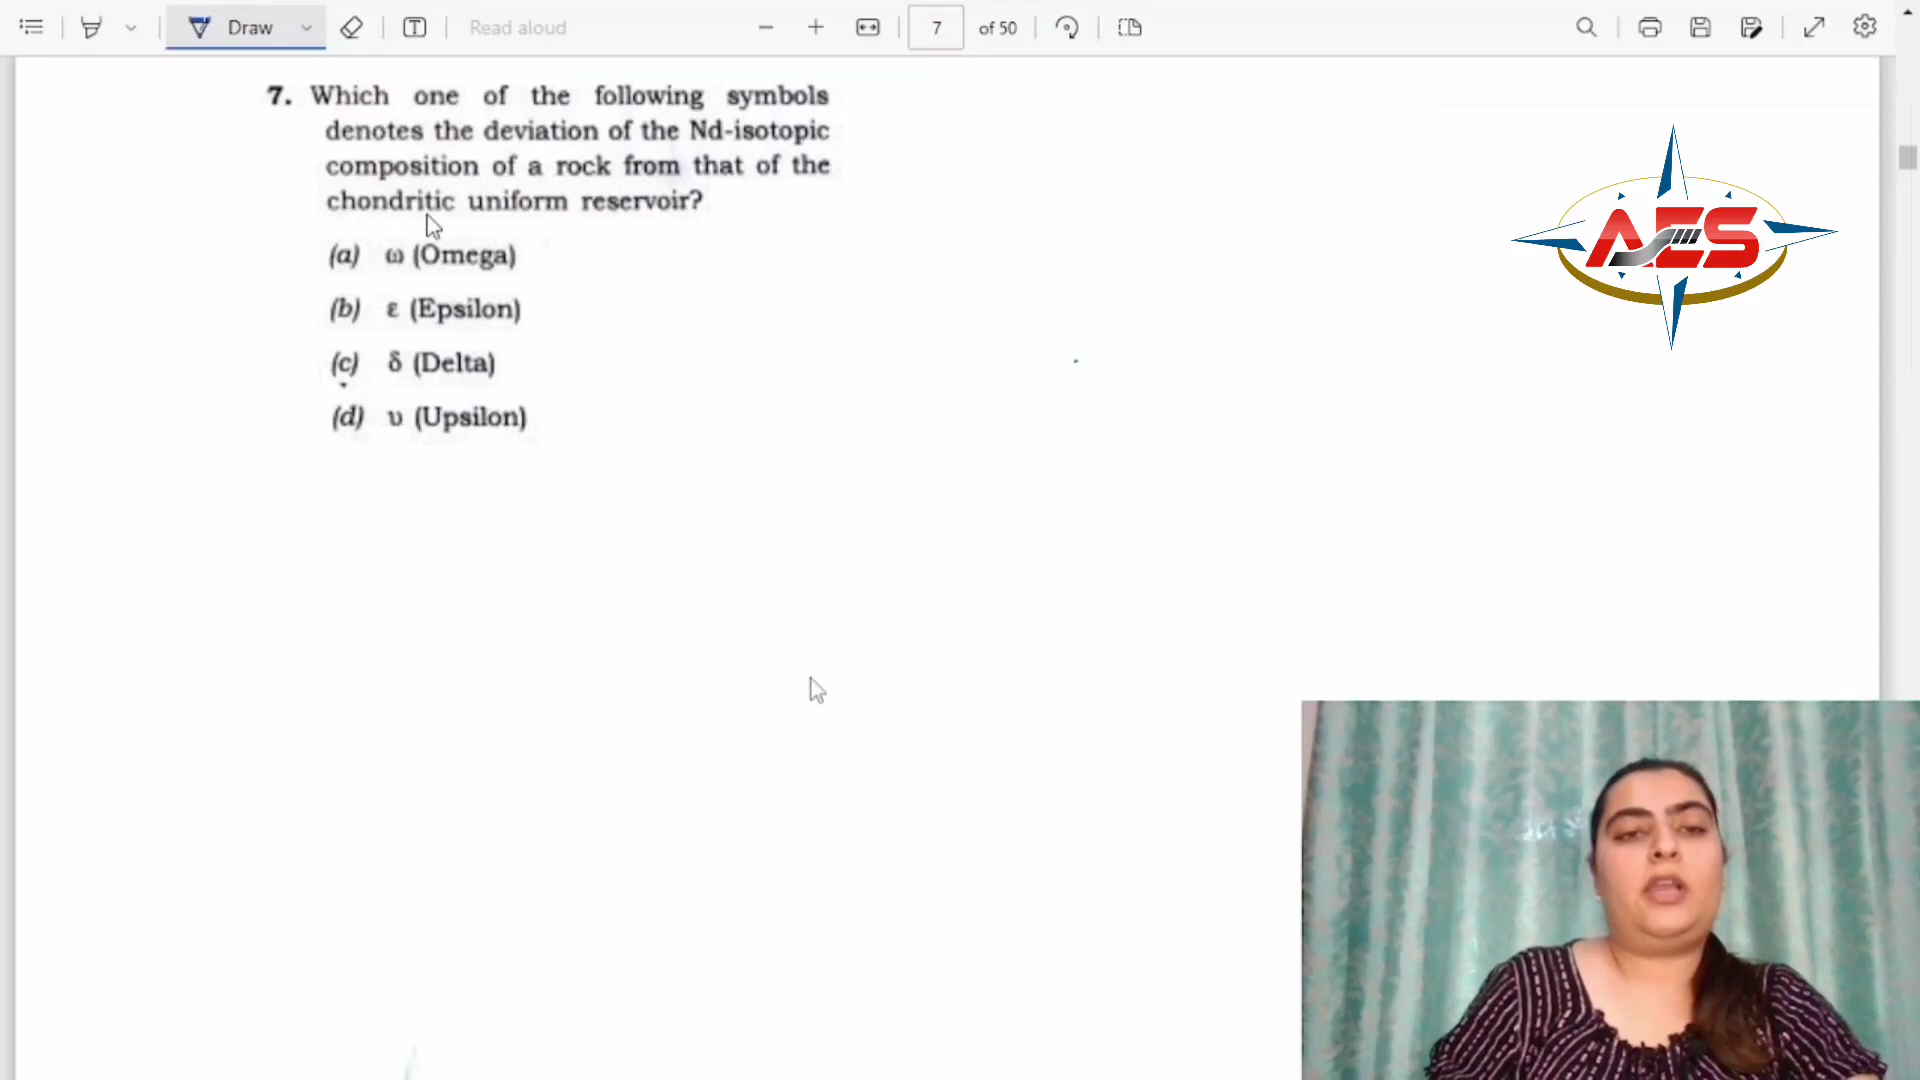 Draw
Read aloud
7
of 50
7. Which one of the following symbols
denotes the deviation of the Nd-isotopic
composition of a rock from that of the
chondritic uniform reservoir?
(a) ω (Omega)
(b) ε (Epsilon)
(c) δ (Delta)
(d) υ (Upsilon)
AES